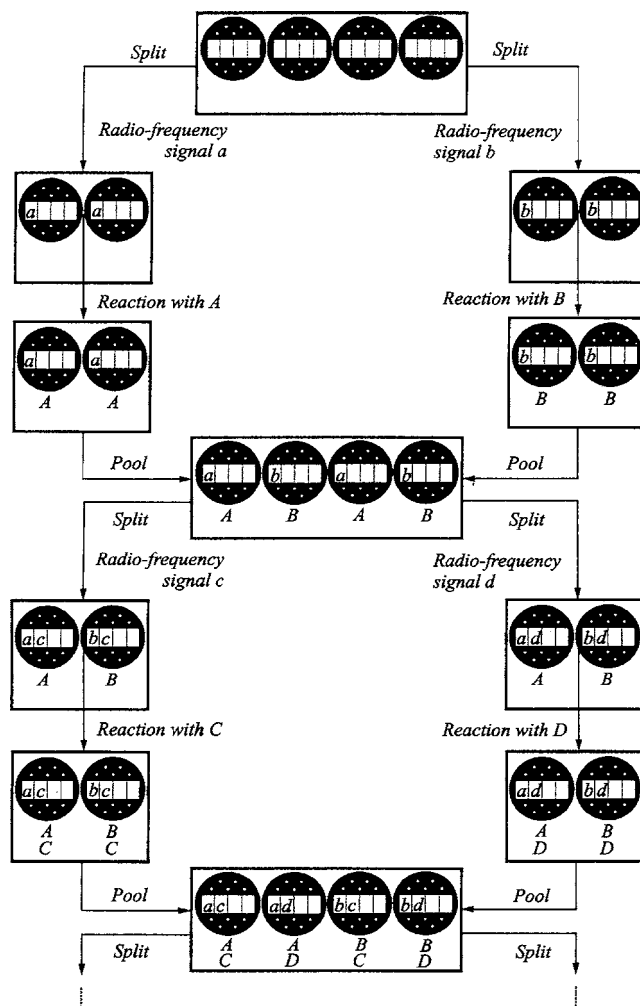 Split
Split
Radio-frequency
signal a
Radio-frequency
signal b
a a
b b
Reaction with A
Reaction with B
a a
A A
b b
B B
Pool
Pool
a b a b
A B A B
Split
Split
Radio-frequency
signal c
Radio-frequency
signal d
a c b c
A B
a d b d
A B
Reaction with C
Reaction with D
a c b c
A B
C C
a d b d
A B
D D
Pool
Pool
a c a d b c b d
A A B B
C D C D
Split
Split